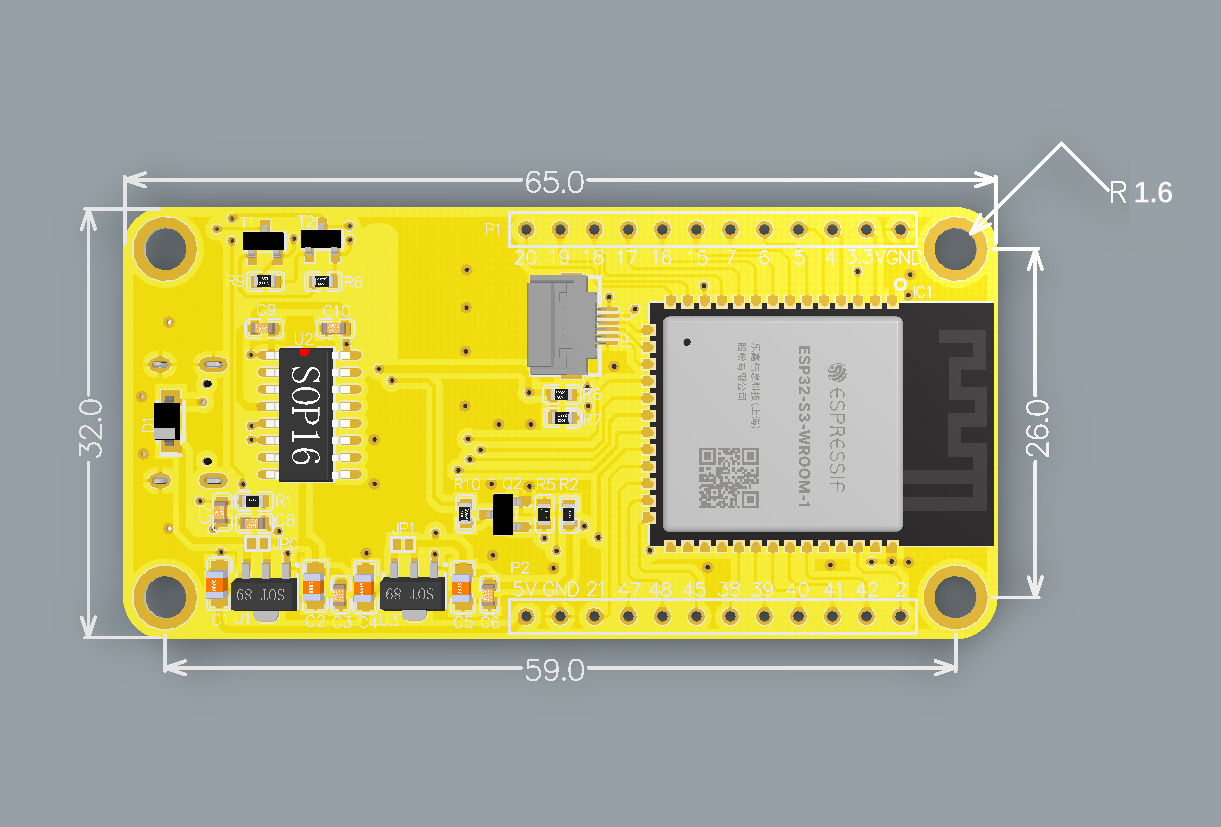 65.0
R 1.6
T1
T2
P1
20 19 18 17 16 15 7 6 5 4 3.3V GND
R9
R8
IC1
C9
C10
U2
SOP16
ESP32-S3-WROOM-1
ESPRESSIF
乐鑫信息科技(上海)
股份有限公司
R6
R7
32.0
26.0
R10
Q2
R5 R2
R1
C8
JP0
JP1
P2
5V GND 21 47 48 45 38 39 40 41 42 2
SOT 89
SOT 89
C1 U1
C2
C3
C4 U3
C5
C6
59.0